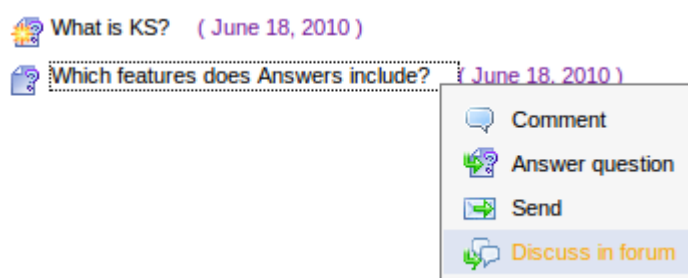 What is KS? ( June 18, 2010 )
Which features does Answers include? ( June 18, 2010 )
Comment
Answer question
Send
Discuss in forum